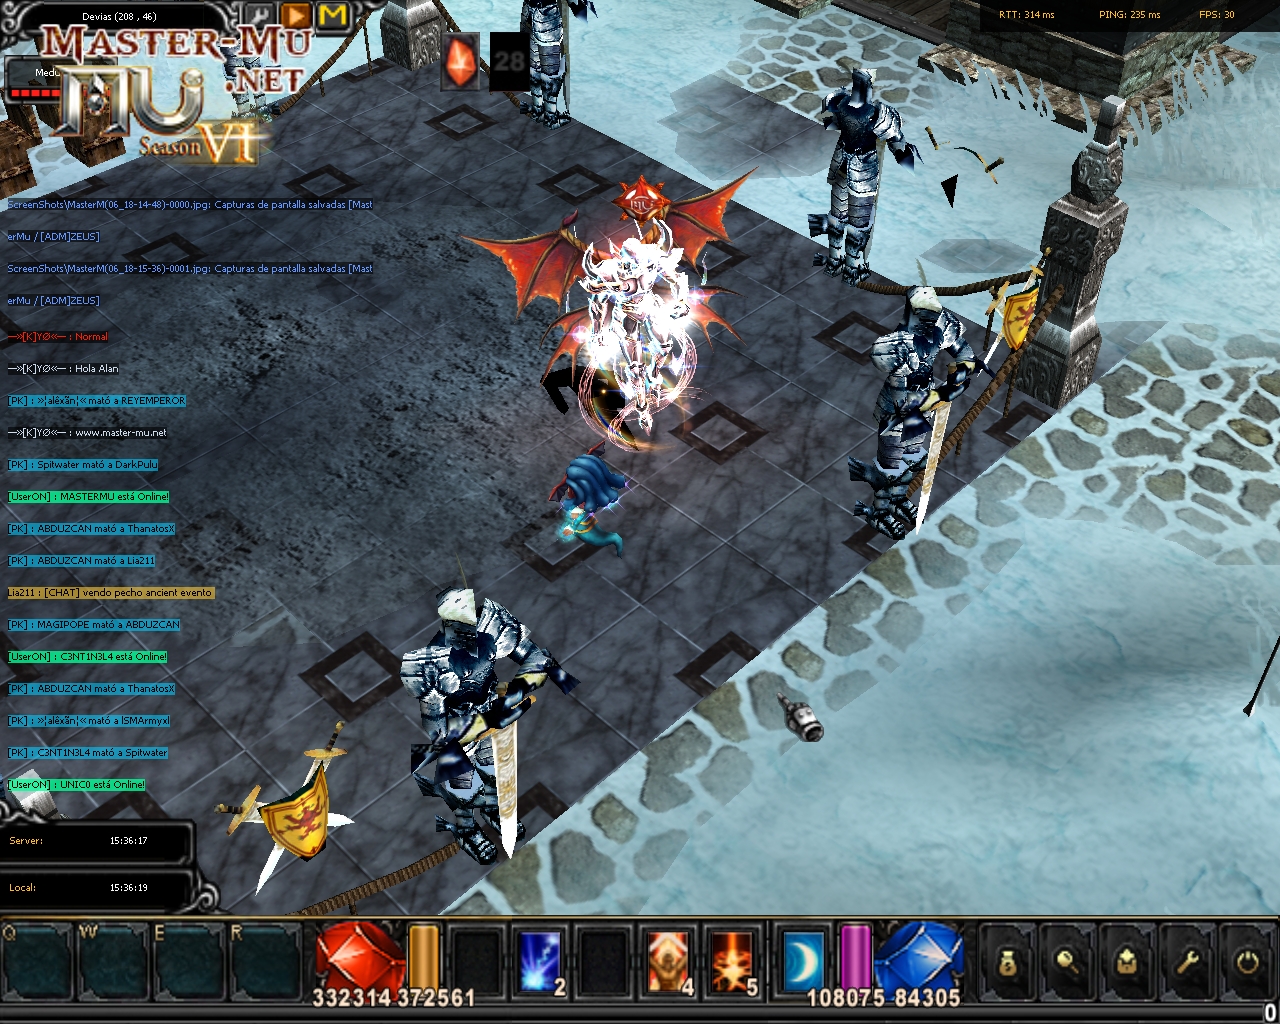 Devias (208 , 46)
RTT: 314 ms
PING: 235 ms
FPS: 30
MASTER-MU
.NET
MU
Season VI
Medu
28
MU
ScreenShots\MasterM(06_18-14-48)-0000.jpg: Capturas de pantalla salvadas [Mast
erMu / [ADM]ZEUS]
ScreenShots\MasterM(06_18-15-36)-0001.jpg: Capturas de pantalla salvadas [Mast
erMu / [ADM]ZEUS]
—»[K]YØ«— : Normal
—»[K]YØ«— : Hola Alan
[PK] : »¦alêxãn¦« mató a REYEMPEROR
—»[K]YØ«— : www.master-mu.net
[PK] : Spitwater mató a DarkPulu
[UserON] : MASTERMU está Online!
[PK] : ABDUZCAN mató a ThanatosX
[PK] : ABDUZCAN mató a Lia211
Lia211 : [CHAT] vendo pecho ancient evento
[PK] : MAGIPOPE mató a ABDUZCAN
[UserON] : C3NT1N3L4 está Online!
[PK] : ABDUZCAN mató a ThanatosX
[PK] : »¦alêxãn¦« mató a lSMArmyxl
[PK] : C3NT1N3L4 mató a Spitwater
[UserON] : UNIC0 está Online!
Server: 15:36:17
Local: 15:36:19
Q W E R
2 4 5
332314 372561
108075 84305
0